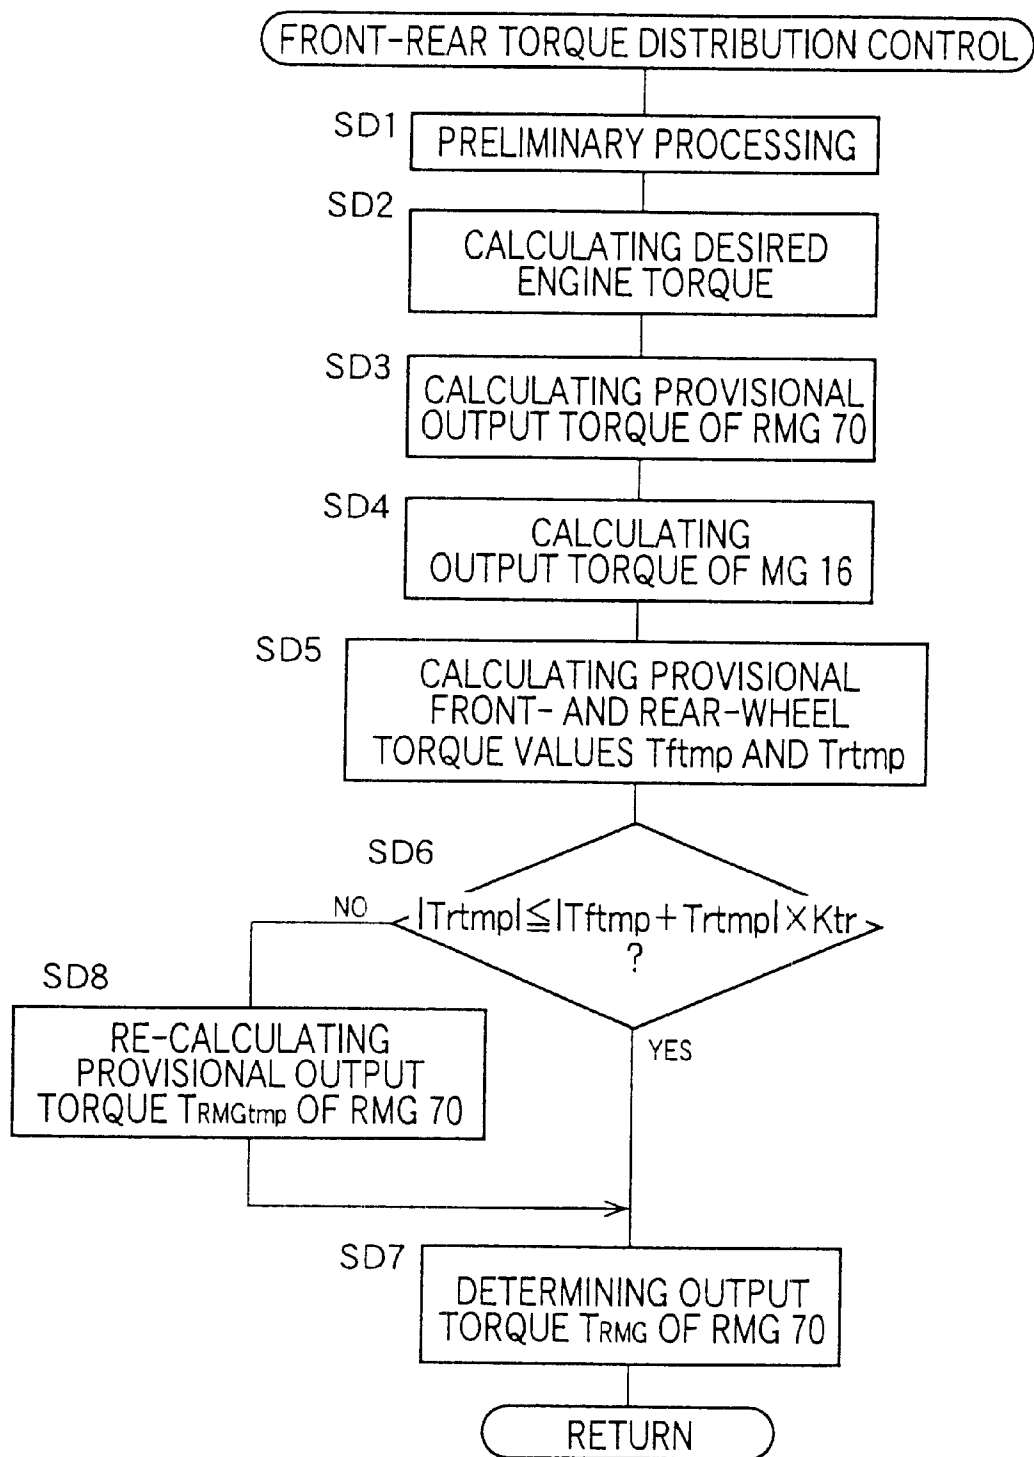 FRONT-REAR TORQUE DISTRIBUTION CONTROL
SD1
PRELIMINARY PROCESSING
SD2
CALCULATING DESIRED
ENGINE TORQUE
SD3
CALCULATING PROVISIONAL
OUTPUT TORQUE OF RMG 70
SD4
CALCULATING
OUTPUT TORQUE OF MG 16
SD5
CALCULATING PROVISIONAL
FRONT- AND REAR-WHEEL
TORQUE VALUES Tftmp AND Trtmp
SD6
NO
|Trtmp|≦|Tftmp+Trtmp|×Ktr
?
YES
SD8
RE-CALCULATING
PROVISIONAL OUTPUT
TORQUE TRMGtmp OF RMG 70
SD7
DETERMINING OUTPUT
TORQUE TRMG OF RMG 70
RETURN